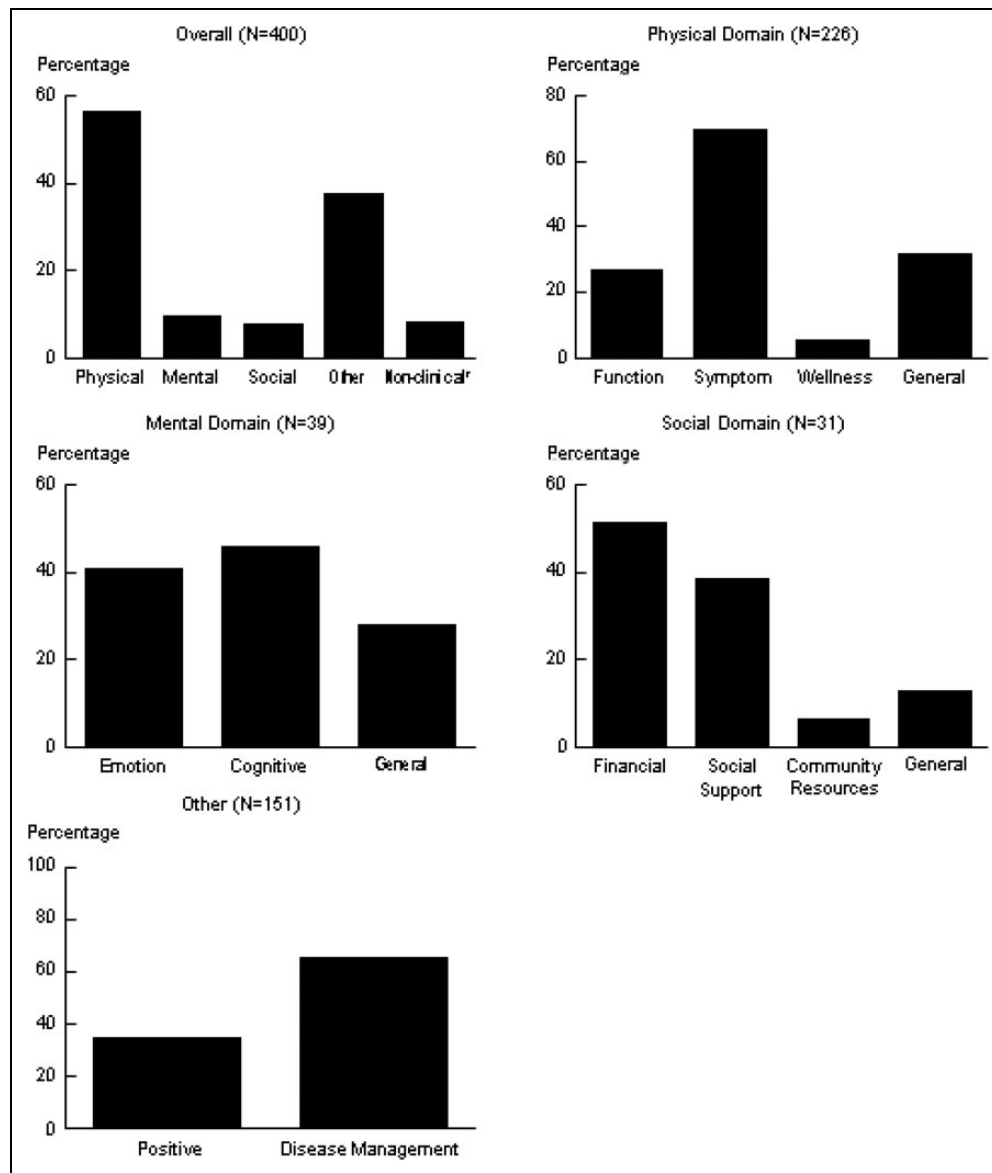 Overall (N=400)
Percentage
60
40
20
0
Physical Mental Social Other Non-clinical*
Physical Domain (N=226)
Percentage
80
60
40
20
0
Function Symptom Wellness General
Mental Domain (N=39)
Percentage
60
40
20
0
Emotion Cognitive General
Social Domain (N=31)
Percentage
60
40
20
0
Financial Social Community General
Support Resources
Other (N=151)
Percentage
100
80
60
40
20
0
Positive Disease Management